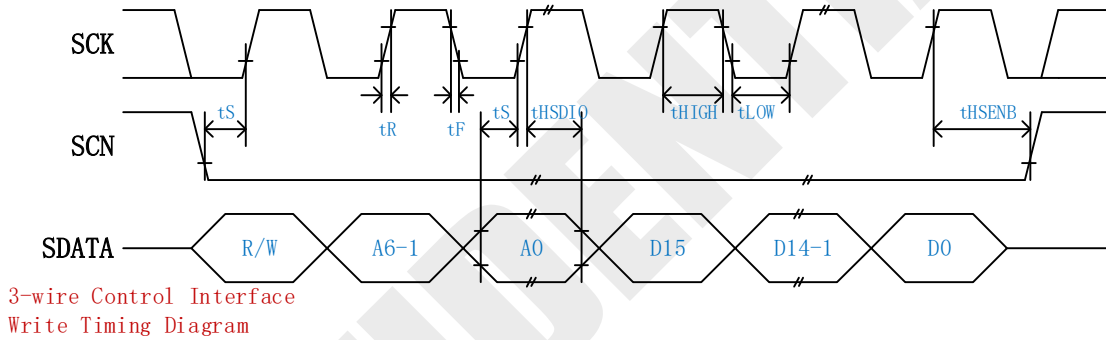 SCK
tS
tR
tF
tS
tHSDIO
tHIGH
tLOW
tHSENB
SCN
SDATA
R/W
A6-1
A0
D15
D14-1
D0
3-wire Control Interface
Write Timing Diagram